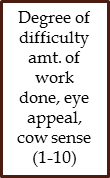 Degree of
difficulty
amt. of
work
done, eye
appeal,
cow sense
(1-10)